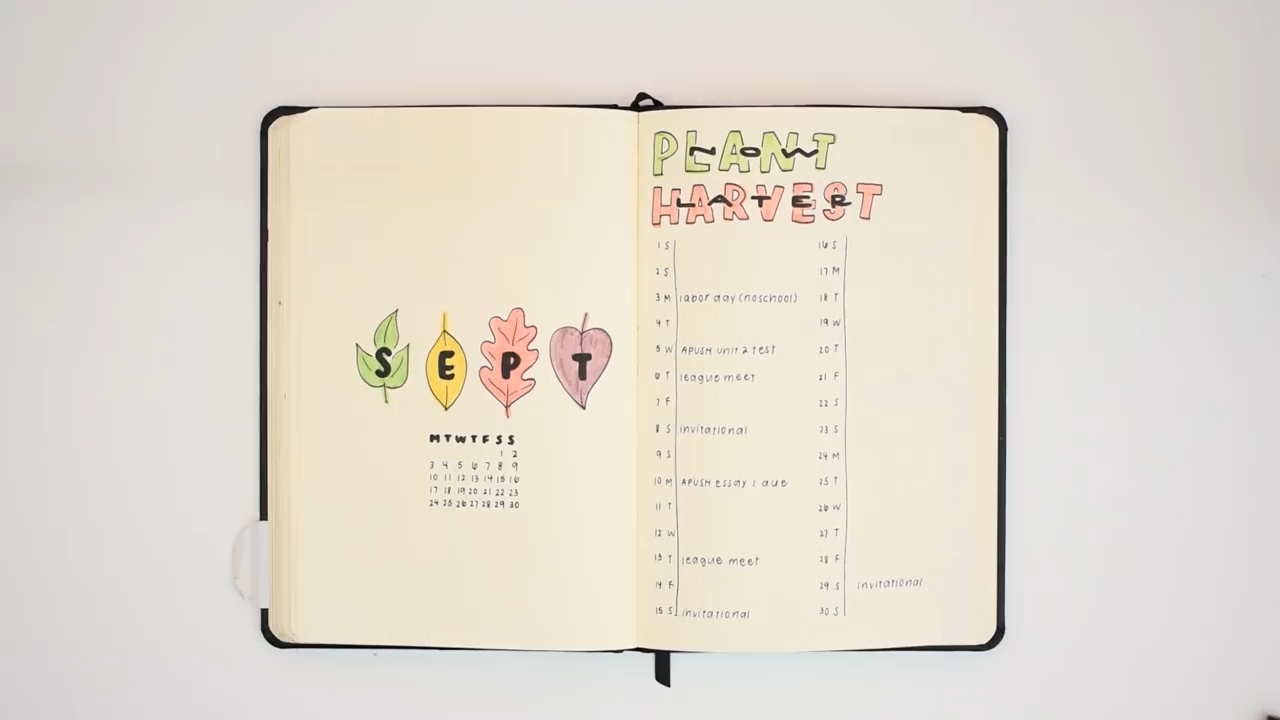 SEPT
M T W T F S S
1 2
3 4 5 6 7 8 9
10 11 12 13 14 15 16
17 18 19 20 21 22 23
24 25 26 27 28 29 30
PLANT
NOW
HARVEST
LATER
1 S
2 S
3 M labor day (no school)
4 T
5 W APUSH unit 2 test
6 T league meet
7 F
8 S invitational
9 S
10 M APUSH essay 1 due
11 T
12 W
13 T league meet
14 F
15 S invitational
16 S
17 M
18 T
19 W
20 T
21 F
22 S
23 S
24 M
25 T
26 W
27 T
28 F
29 S invitational
30 S